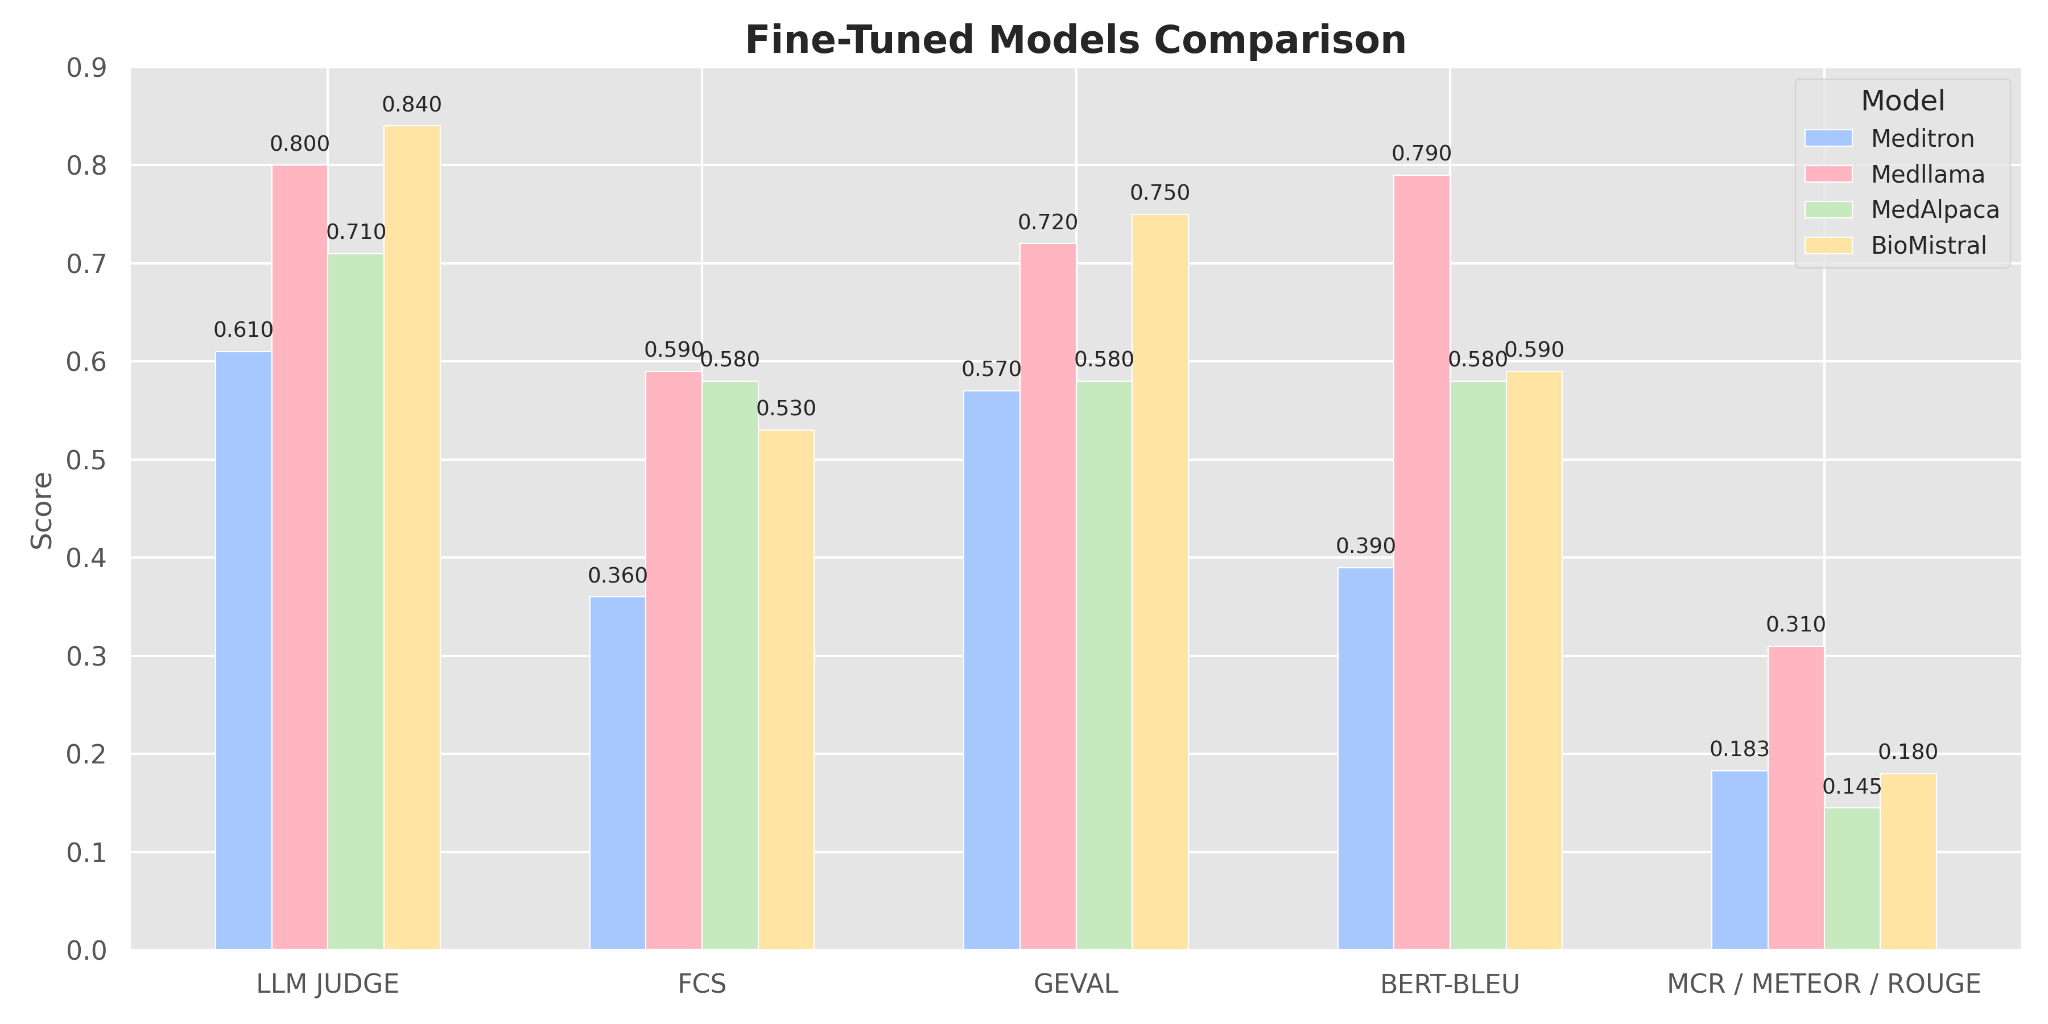 Fine-Tuned Models Comparison
0.9
0.8
0.7
0.6
0.5
0.4
0.3
0.2
0.1
0.0
Score
Model
Meditron
Medllama
MedAlpaca
BioMistral
0.610
0.800
0.710
0.840
0.360
0.590
0.580
0.530
0.570
0.720
0.580
0.750
0.390
0.790
0.580
0.590
0.183
0.310
0.145
0.180
LLM JUDGE
FCS
GEVAL
BERT-BLEU
MCR / METEOR / ROUGE